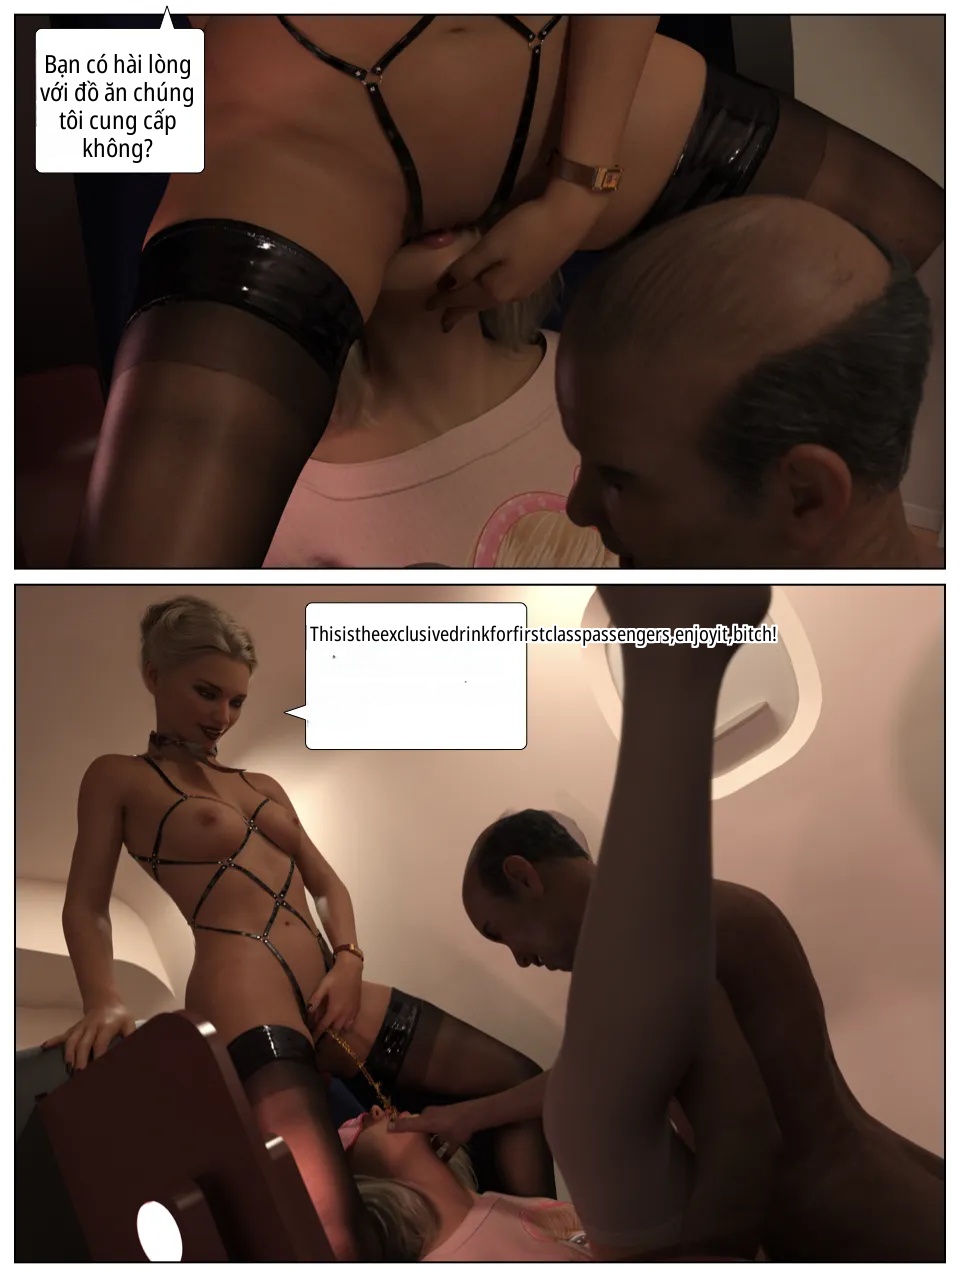 Bạn có hài lòng
với đồ ăn chúng
tôi cung cấp
không?
Thisistheexclusivedrinkforfirstclasspassengers,enjoyit,bitch!